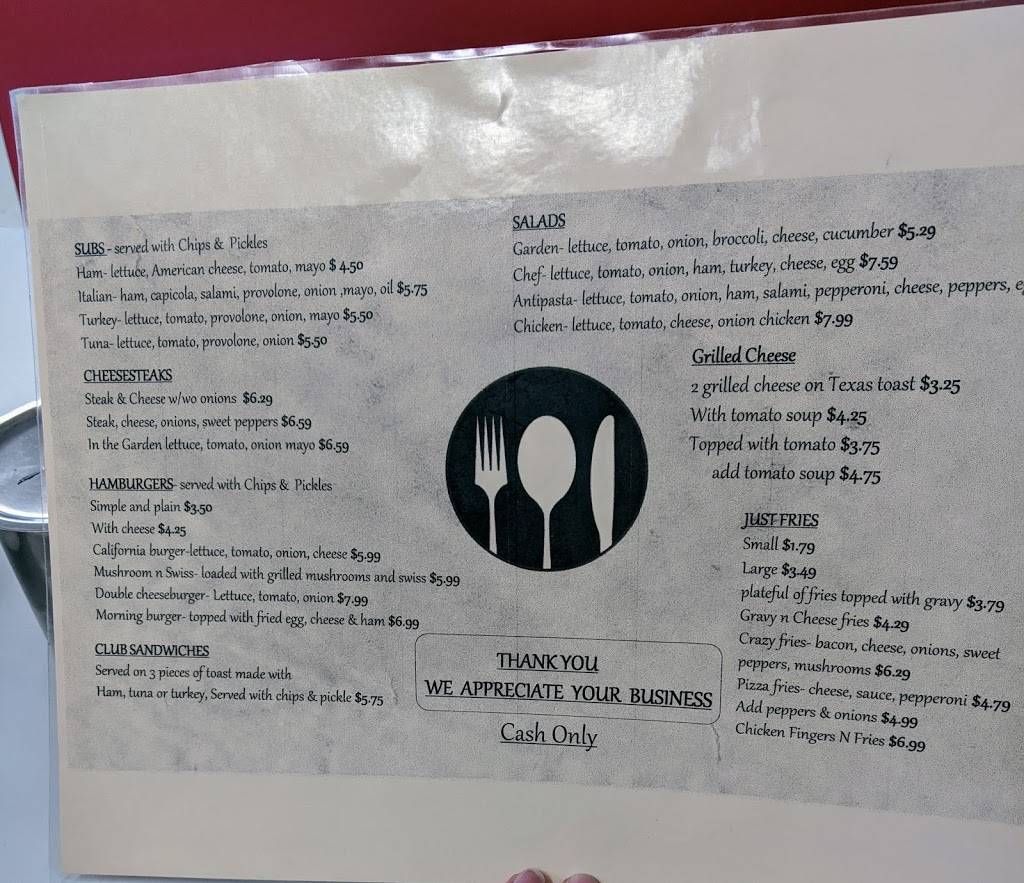 SUBS - served with Chips & Pickles
Ham- lettuce, American cheese, tomato, mayo $ 4.50
Italian- ham, capicola, salami, provolone, onion ,mayo, oil $5.75
Turkey- lettuce, tomato, provolone, onion, mayo $5.50
Tuna- lettuce, tomato, provolone, onion $5.50
CHEESESTEAKS
Steak & Cheese w/wo onions $6.29
Steak, cheese, onions, sweet peppers $6.59
In the Garden lettuce, tomato, onion mayo $6.59
HAMBURGERS- served with Chips & Pickles
Simple and plain $3.50
With cheese $4.25
California burger-lettuce, tomato, onion, cheese $5.99
Mushroom n Swiss- loaded with grilled mushrooms and swiss $5.99
Double cheeseburger- Lettuce, tomato, onion $7.99
Morning burger- topped with fried egg, cheese & ham $6.99
CLUB SANDWICHES
Served on 3 pieces of toast made with
Ham, tuna or turkey, Served with chips & pickle $5.75
SALADS
Garden- lettuce, tomato, onion, broccoli, cheese, cucumber $5.29
Chef- lettuce, tomato, onion, ham, turkey, cheese, egg $7.59
Antipasta- lettuce, tomato, onion, ham, salami, pepperoni, cheese, peppers,
Chicken- lettuce, tomato, cheese, onion chicken $7.99
Grilled Cheese
2 grilled cheese on Texas toast $3.25
With tomato soup $4.25
Topped with tomato $3.75
add tomato soup $4.75
JUST FRIES
Small $1.79
Large $3.49
plateful of fries topped with gravy $3.79
Gravy n Cheese fries $4.29
Crazy fries- bacon, cheese, onions, sweet
peppers, mushrooms $6.29
Pizza fries- cheese, sauce, pepperoni $4.79
Add peppers & onions $4.99
Chicken Fingers N Fries $6.99
THANK YOU
WE APPRECIATE YOUR BUSINESS
Cash Only